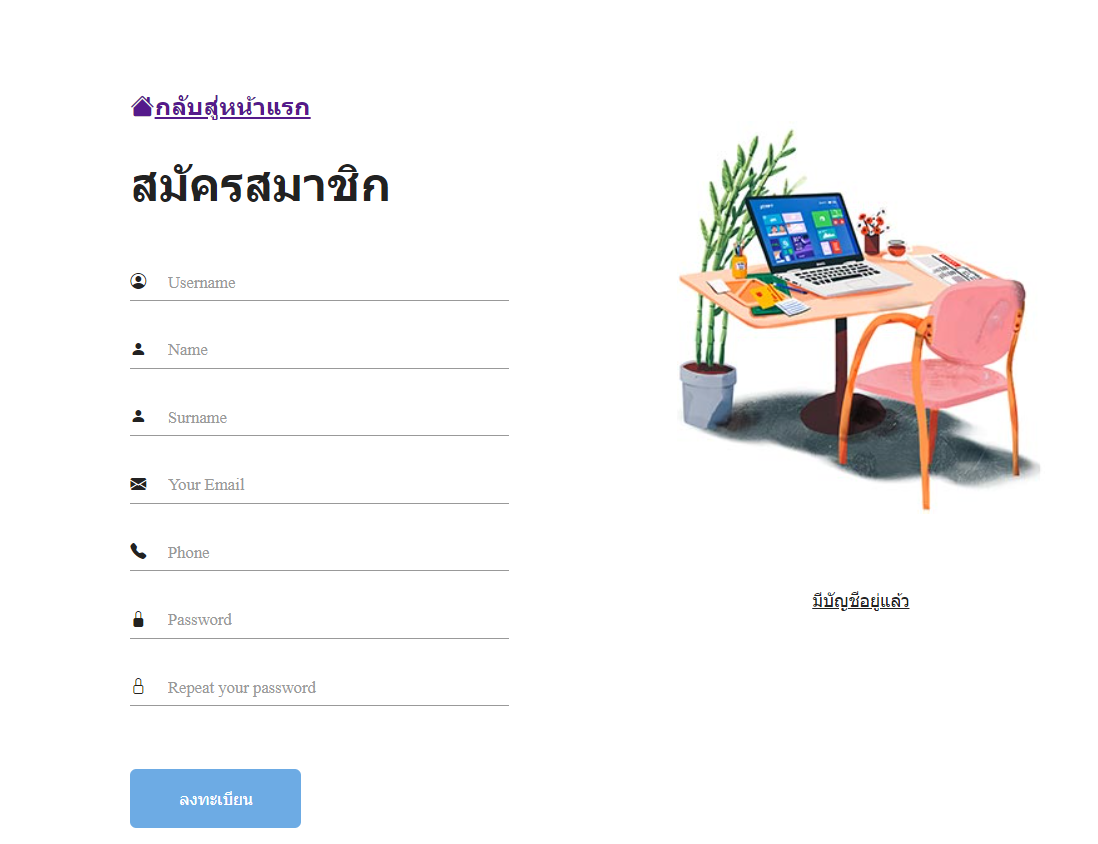 กลับสู่หน้าแรก
สมัครสมาชิก
Username
Name
Surname
Your Email
Phone
Password
Repeat your password
ลงทะเบียน
มีบัญชีอยู่แล้ว